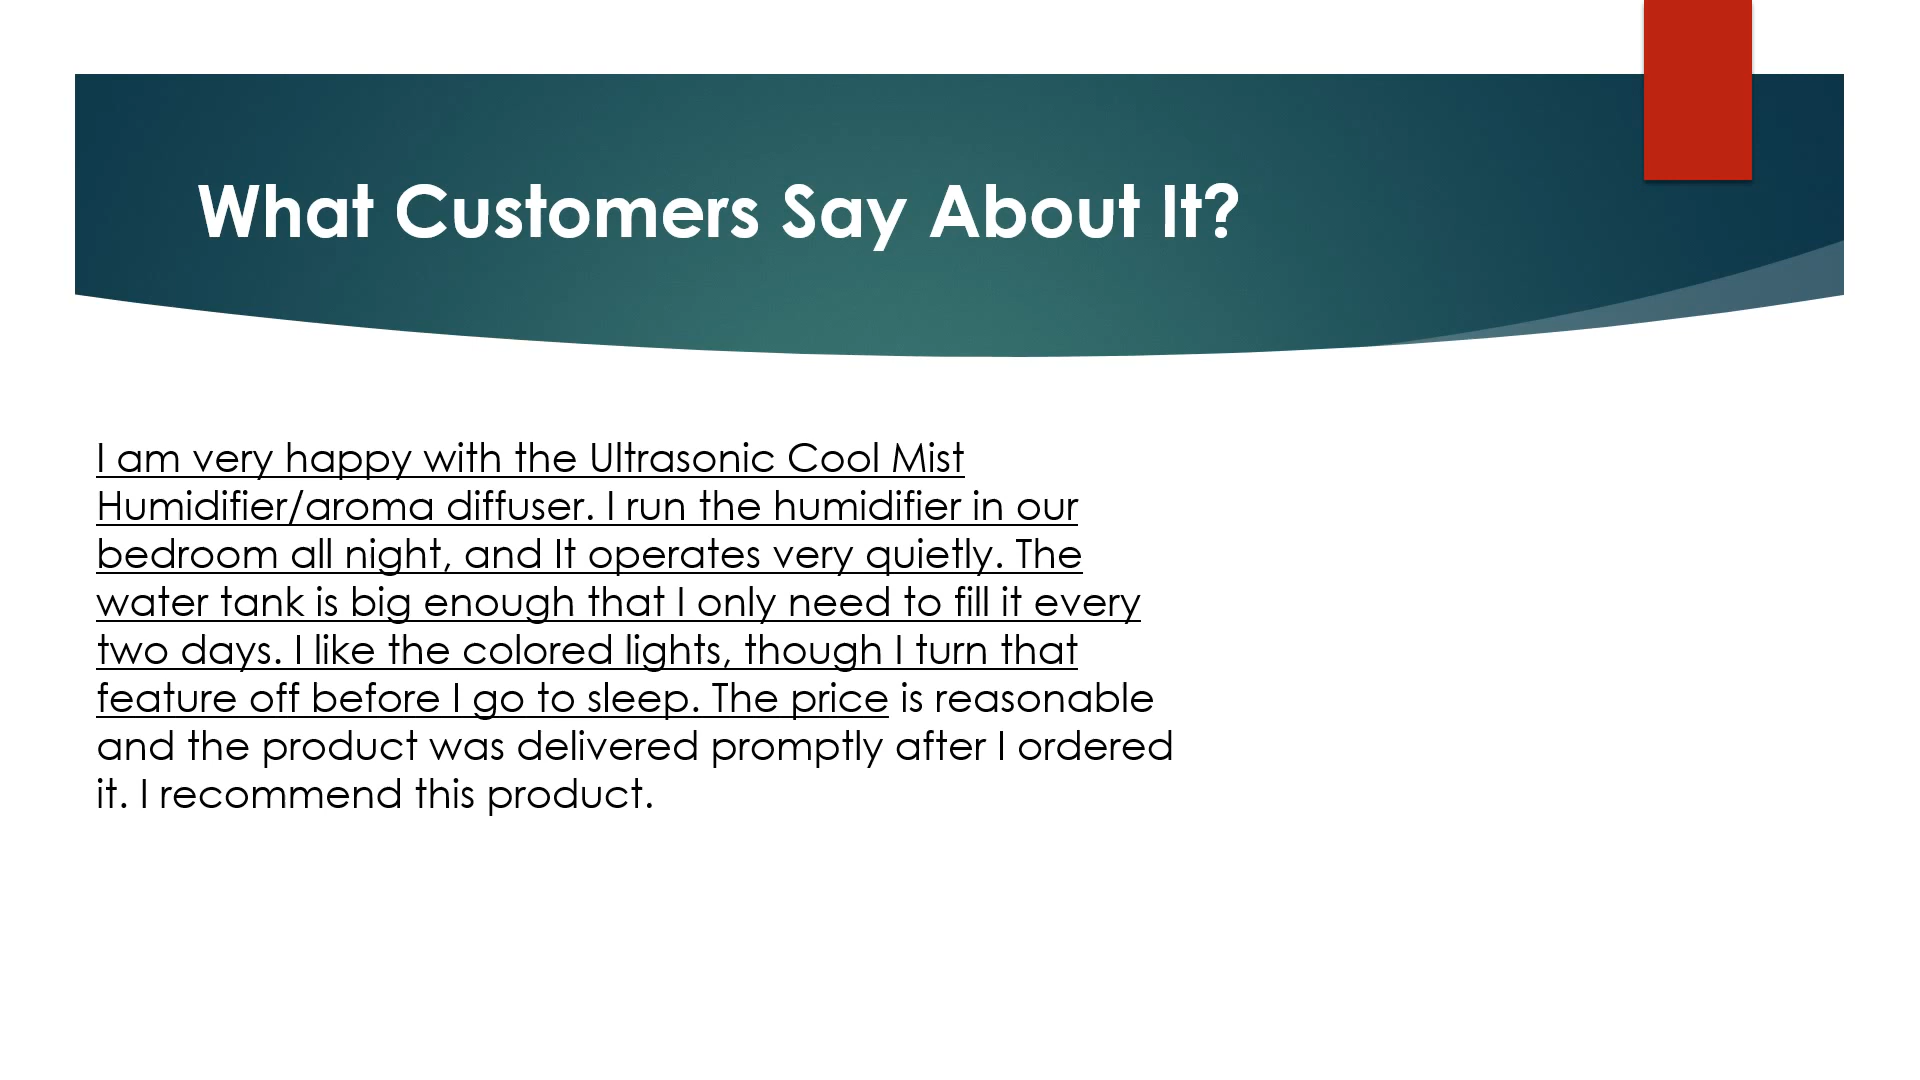 What Customers Say About It?
I am very happy with the Ultrasonic Cool Mist
Humidifier/aroma diffuser. I run the humidifier in our
bedroom all night, and It operates very quietly. The
water tank is big enough that I only need to fill it every
two days. I like the colored lights, though I turn that
feature off before I go to sleep. The price is reasonable
and the product was delivered promptly after I ordered
it. I recommend this product.